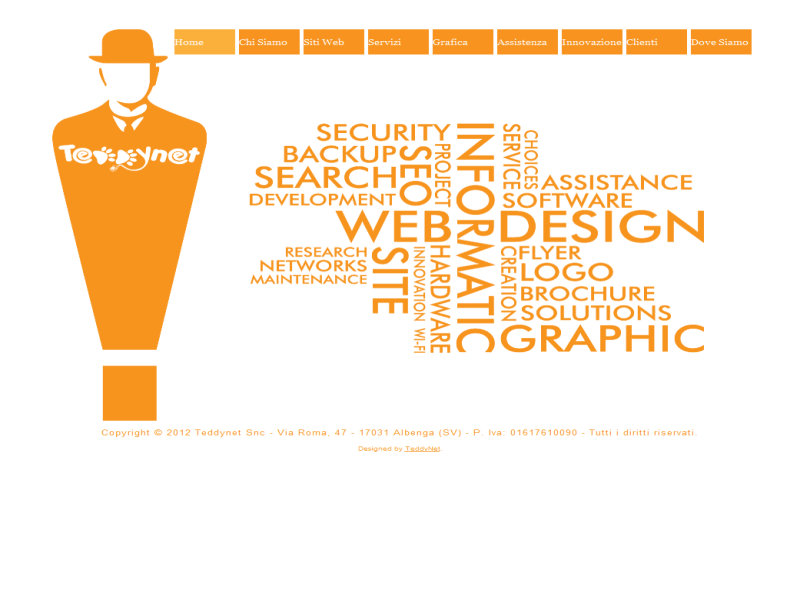 Home Chi Siamo Siti Web Servizi Grafica Assistenza Innovazione Clienti Dove Siamo
Teddynet
SECURITY
BACKUP
SEARCH
DEVELOPMENT
SEO
PROJECT
INFORMATIC
SERVICE
CHOICES
ASSISTANCE
SOFTWARE
WEB DESIGN
RESEARCH
NETWORKS
MAINTENANCE
SITE
INNOVATION
WI-FI
HARDWARE
CREATION
FLYER
LOGO
BROCHURE
SOLUTIONS
GRAPHIC
Copyright © 2012 Teddynet Snc - Via Roma, 47 - 17031 Albenga (SV) - P. Iva: 01617610090 - Tutti i diritti riservati.
Designed by TeddyNet.